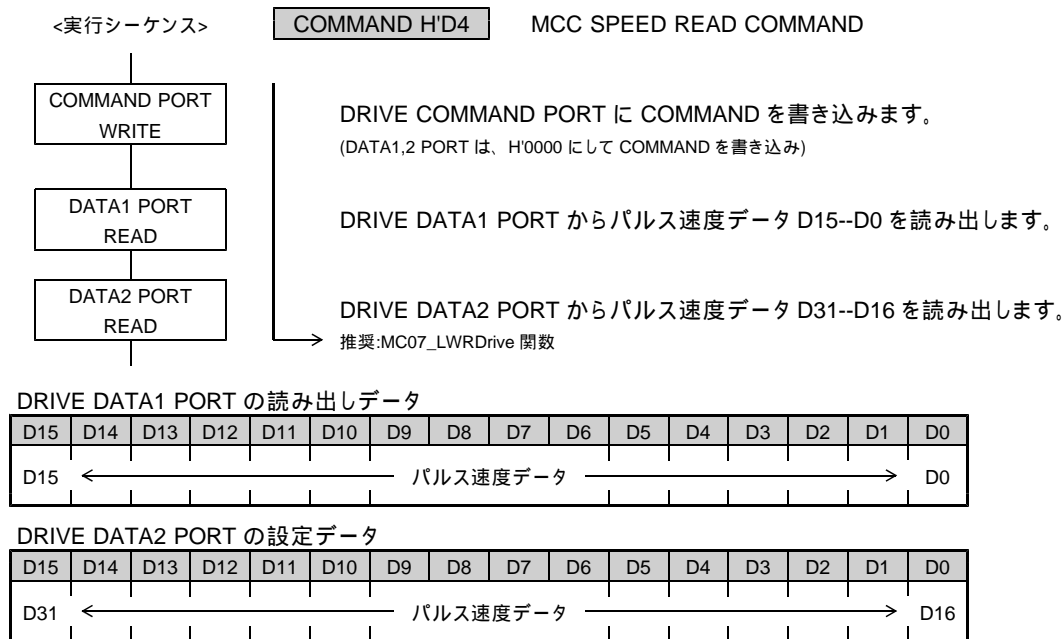 <実行シーケンス> COMMAND H'D4 MCC SPEED READ COMMAND
COMMAND PORT
WRITE
DRIVE COMMAND PORT に COMMAND を書き込みます。
(DATA1,2 PORT は、H'0000 にして COMMAND を書き込み)
DATA1 PORT
READ
DRIVE DATA1 PORT からパルス速度データ D15--D0 を読み出します。
DATA2 PORT
READ
DRIVE DATA2 PORT からパルス速度データ D31--D16 を読み出します。
推奨:MC07_LWRDrive 関数
DRIVE DATA1 PORT の読み出しデータ
D15 D14 D13 D12 D11 D10 D9 D8 D7 D6 D5 D4 D3 D2 D1 D0
D15 パルス速度データ D0
DRIVE DATA2 PORT の設定データ
D15 D14 D13 D12 D11 D10 D9 D8 D7 D6 D5 D4 D3 D2 D1 D0
D31 パルス速度データ D16